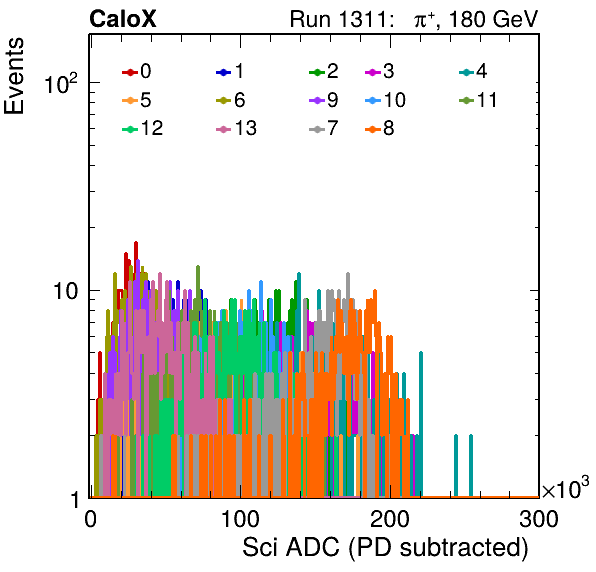 CaloX Run 1311: π⁺, 180 GeV
Events
10²
0 1 2 3 4
5 6 9 10 11
12 13 7 8
10
1
0 100 200 300
×10³
Sci ADC (PD subtracted)